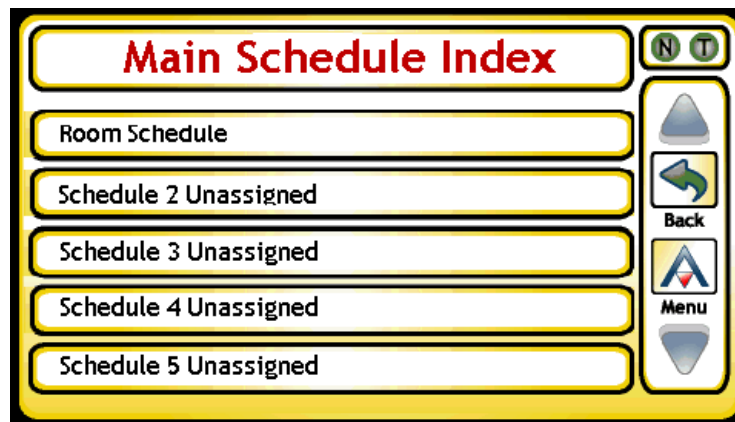 Main Schedule Index
N T
Room Schedule
Schedule 2 Unassigned
Schedule 3 Unassigned
Schedule 4 Unassigned
Schedule 5 Unassigned
Back
Menu